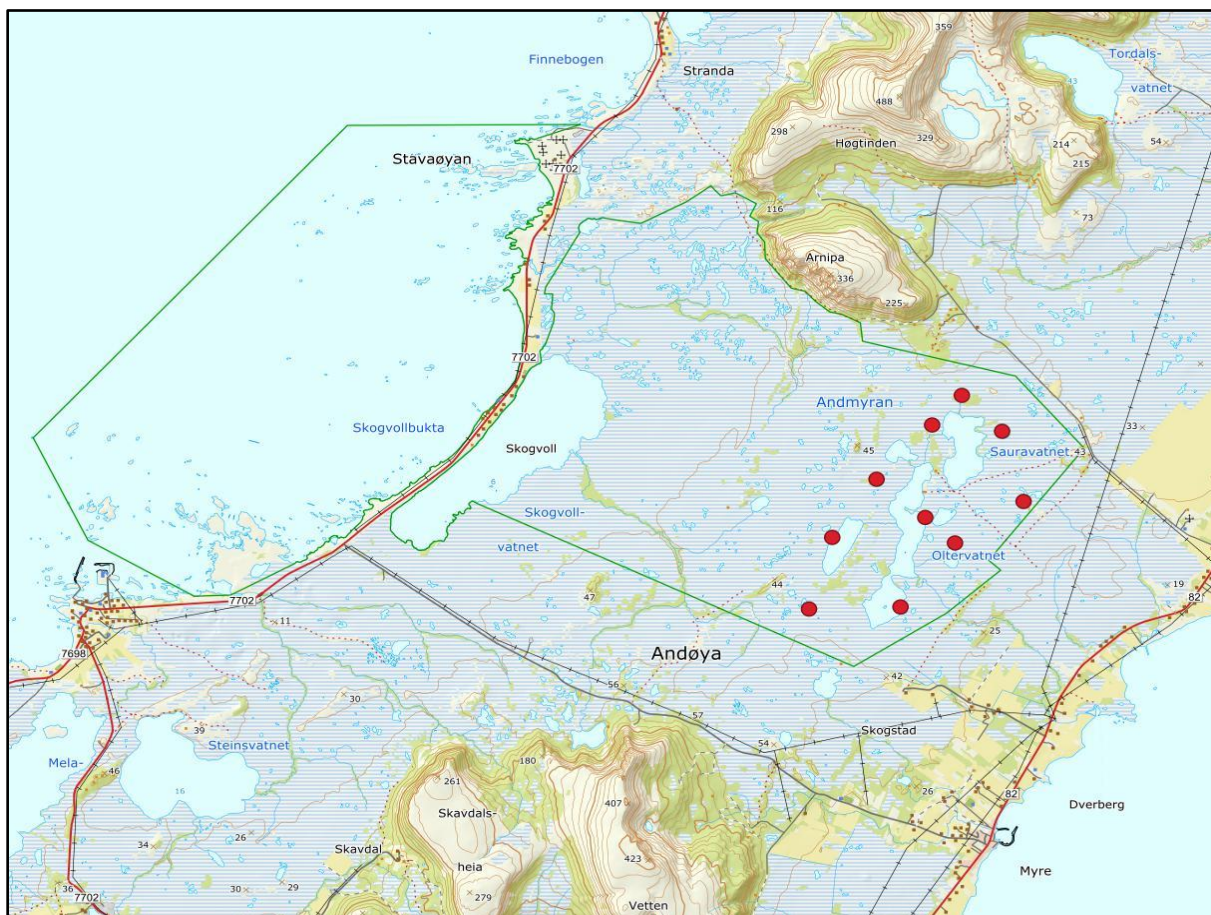 359
Finnebogen
Tordals-
Stranda
43
vatnet
488
298
329
54
214
Høgtinden
215
Stavaøyan
7702
116
73
Arnipa
336
225
7702
Andmyran
33
Skogvollbukta
45
Sauravatnet
43
Skogvoll
Skogvoll-
vatnet
Oltervatnet
44
19
47
82
7702
11
25
7698
Andøya
42
56
30
57
39
Skogstad
Steinsvatnet
54
Mela-
180
46
261
16
407
26
82
Dverberg
Skavdals-
26
34
Skavdal
423
heia
Myre
36
30
29
279
7702
Vetten